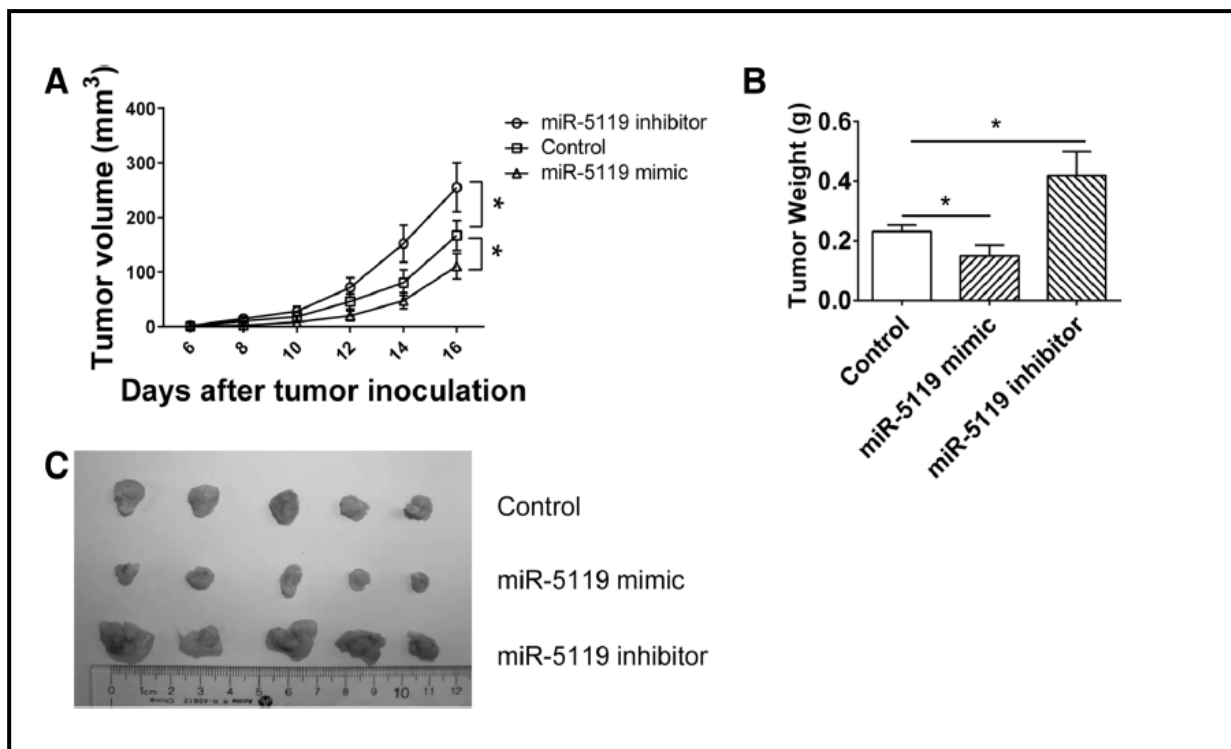 A
Tumor volume (mm³)
400
300
200
100
0
6
8
10
12
14
16
Days after tumor inoculation
miR-5119 inhibitor
Control
miR-5119 mimic
*
*
B
Tumor Weight (g)
0.6
0.4
0.2
0.0
*
*
Control
miR-5119 mimic
miR-5119 inhibitor
C
Control
miR-5119 mimic
miR-5119 inhibitor
0 1cm 2 3 4 5 6 7 8 9 10 11 12
China